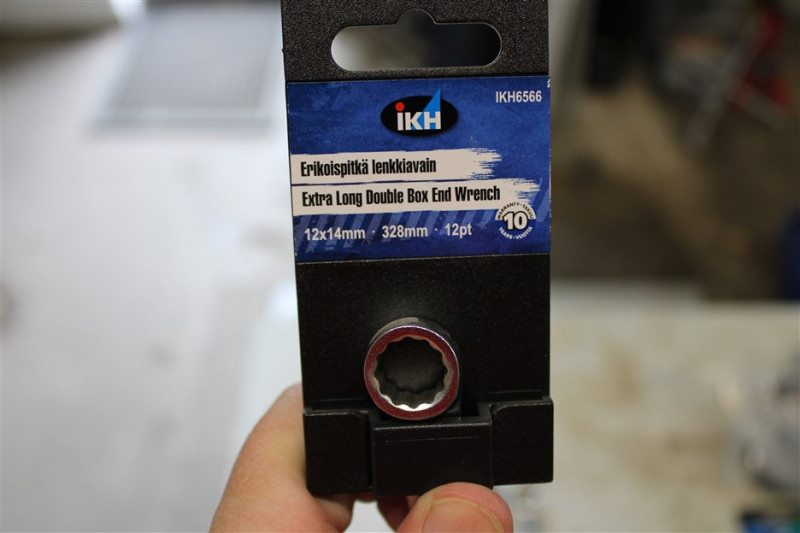 IKH
IKH6566
Erikoispitkä lenkkiavain
Extra Long Double Box End Wrench
12x14mm · 328mm · 12pt
10